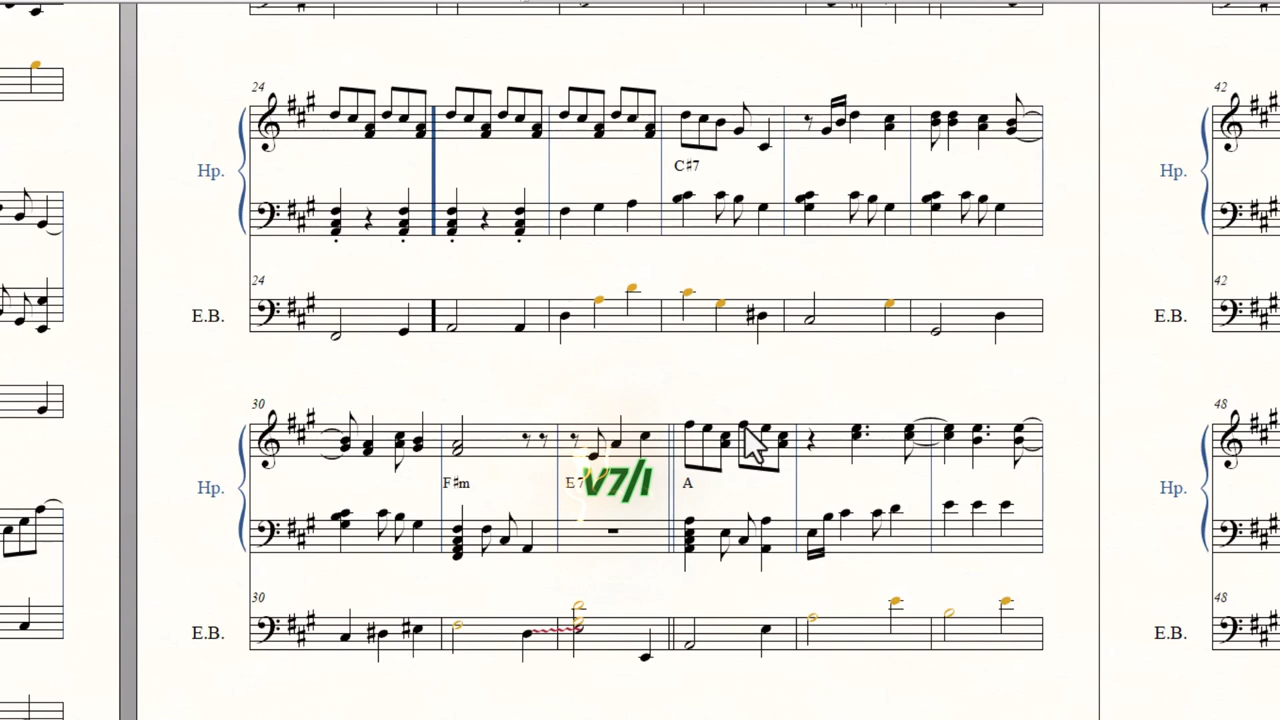 24
42
Hp.
Hp.
C♯7
24
42
E.B.
E.B.
30
48
Hp.
Hp.
F♯m
E7
V7/I
A
30
48
E.B.
E.B.